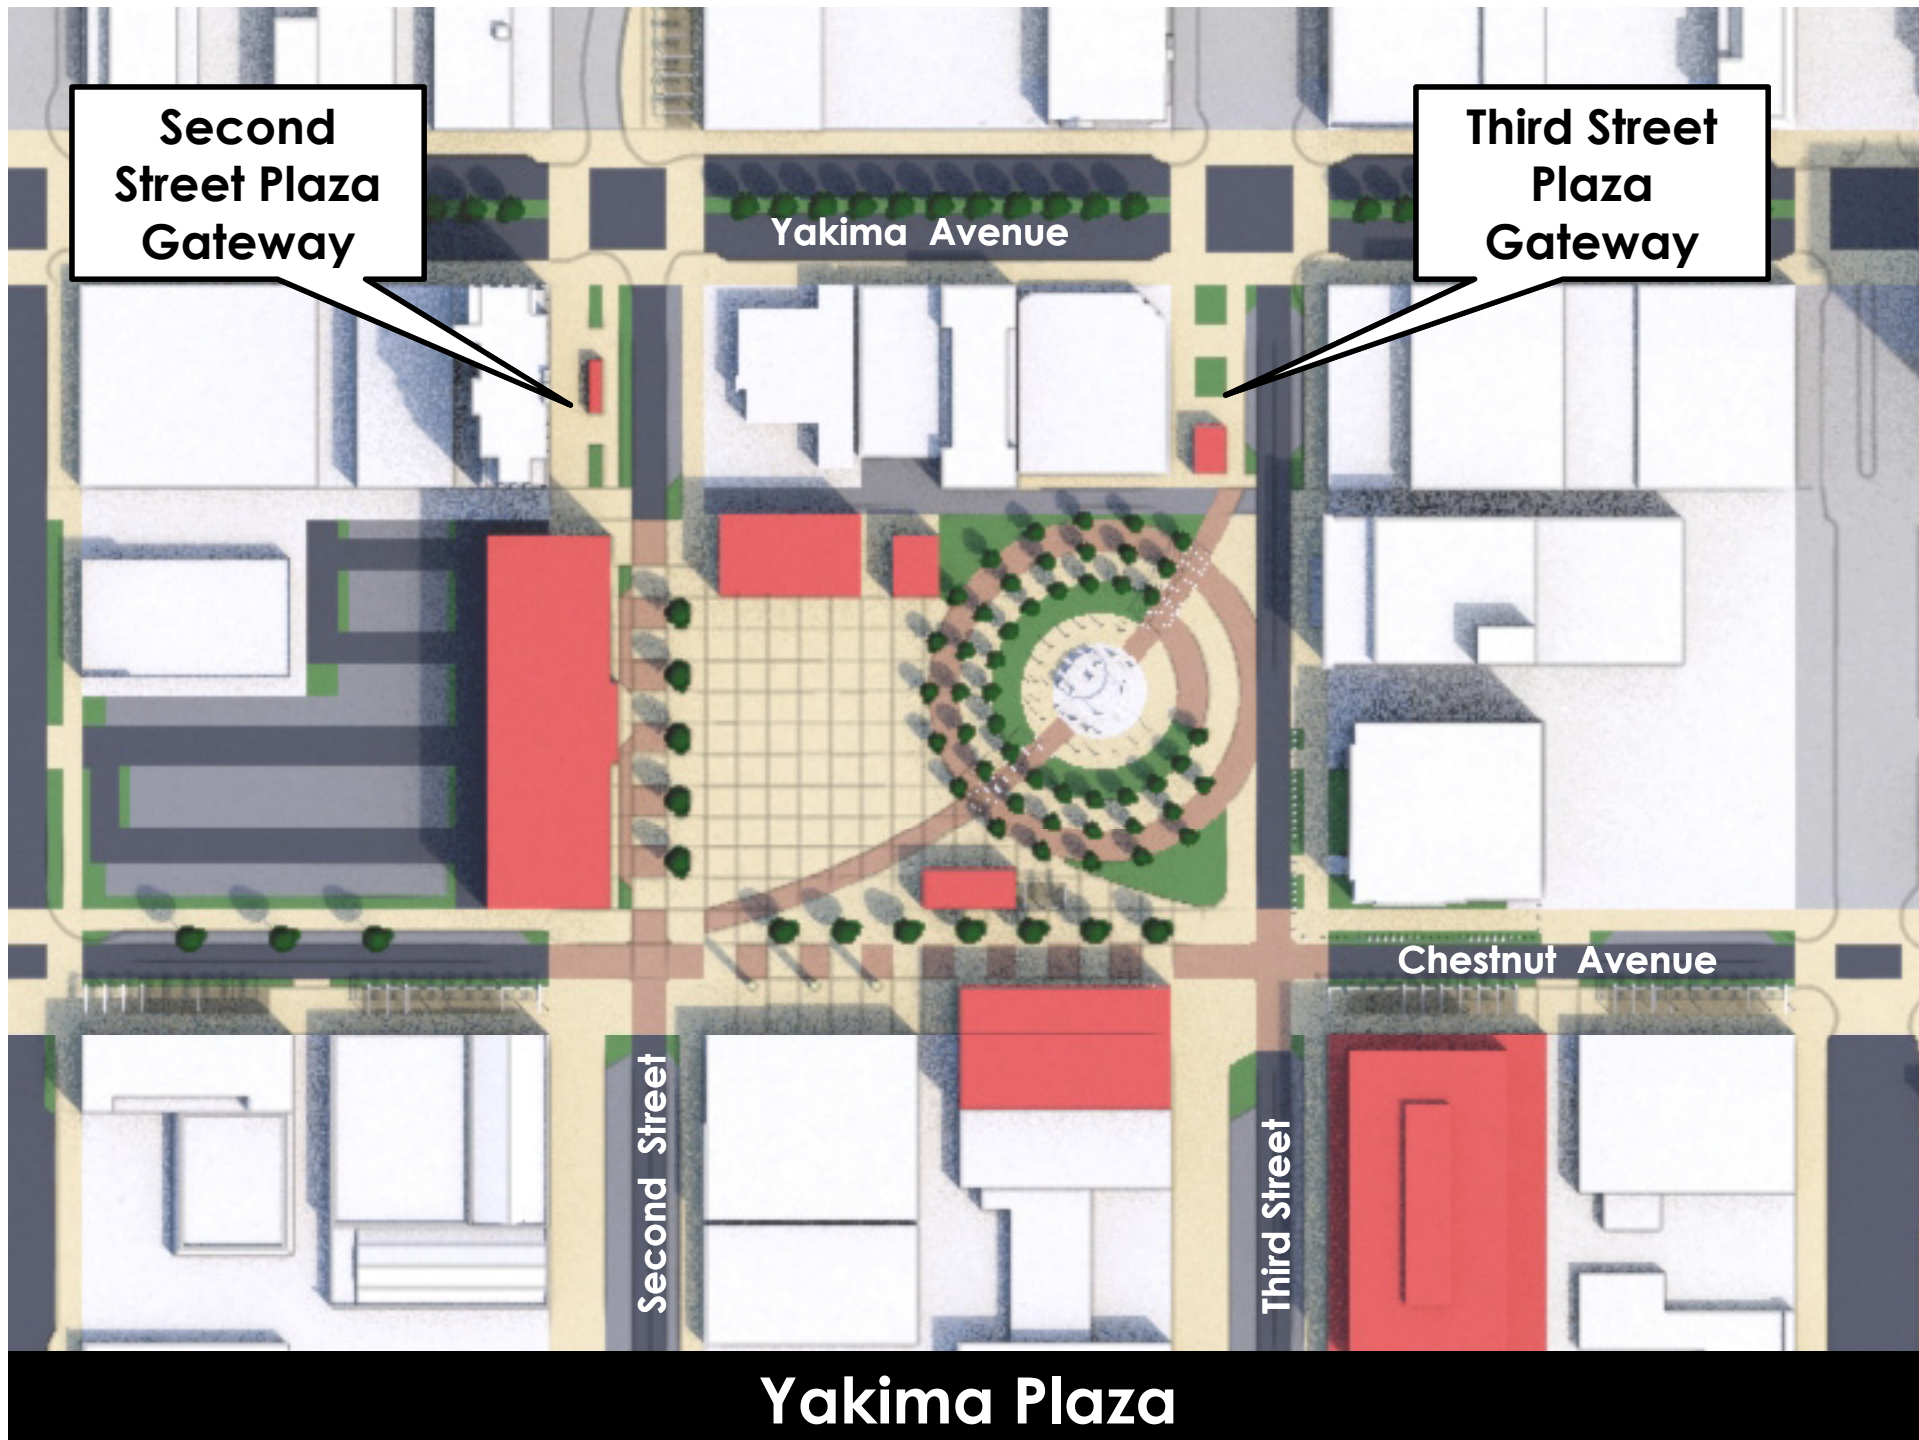 Second
Street Plaza
Gateway
Third Street
Plaza
Gateway
Yakima Avenue
Chestnut Avenue
Second Street
Third Street
Yakima Plaza